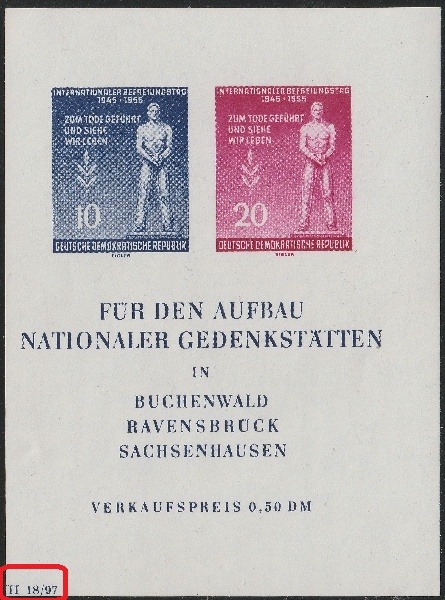 INTERNATIONALER BEFREIUNGSTAG
1945 · 1955
ZUM TODE GEFÜHRT
UND SIEHE
WIR LEBEN
10
DEUTSCHE DEMOKRATISCHE REPUBLIK
EIGLER
INTERNATIONALER BEFREIUNGSTAG
1945 · 1955
ZUM TODE GEFÜHRT
UND SIEHE
WIR LEBEN
20
DEUTSCHE DEMOKRATISCHE REPUBLIK
EIGLER
FÜR DEN AUFBAU
NATIONALER GEDENKSTÄTTEN
IN
BUCHENWALD
RAVENSBRÜCK
SACHSENHAUSEN
VERKAUFSPREIS 0,50 DM
18/97